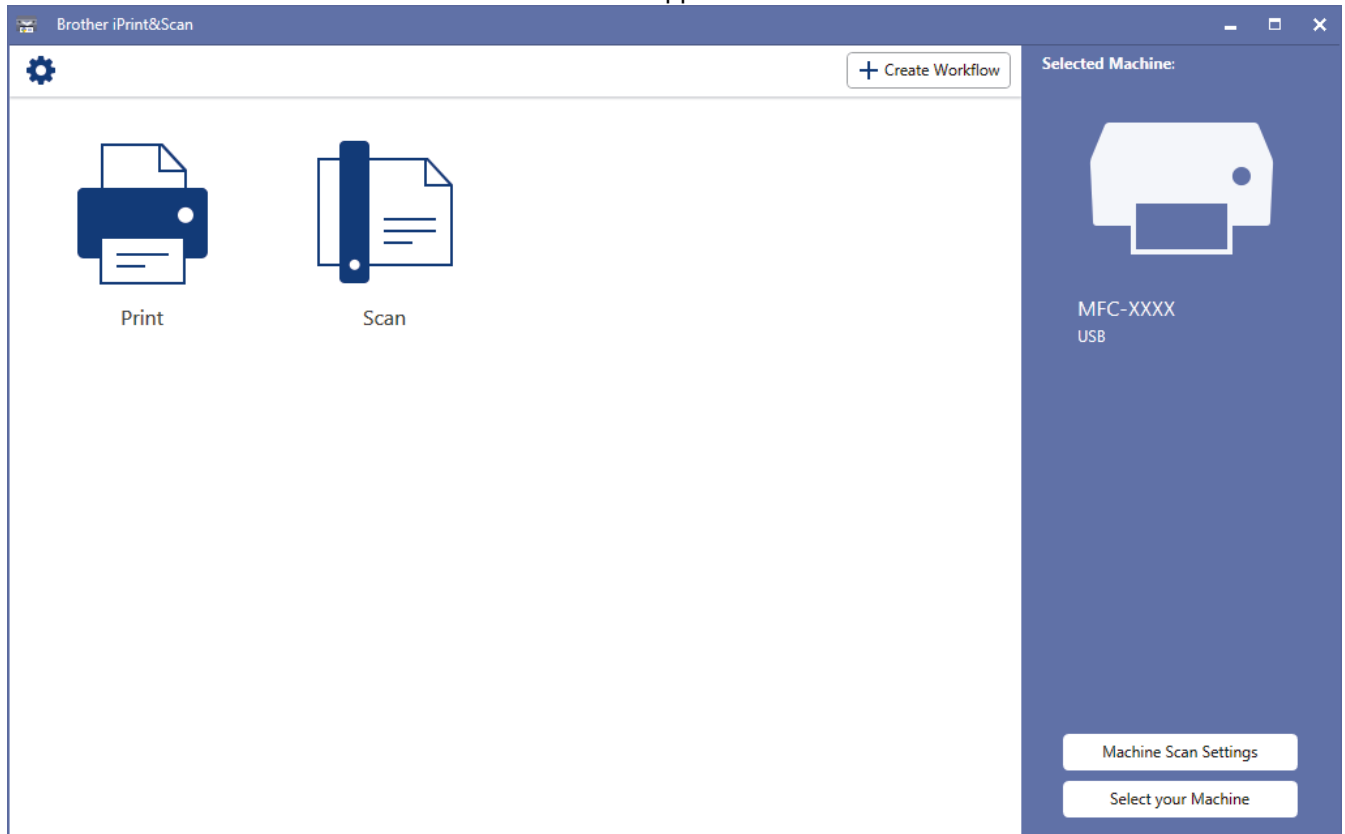 Brother iPrint&Scan
Create Workflow
Selected Machine:
Print
Scan
MFC-XXXX
USB
Machine Scan Settings
Select your Machine